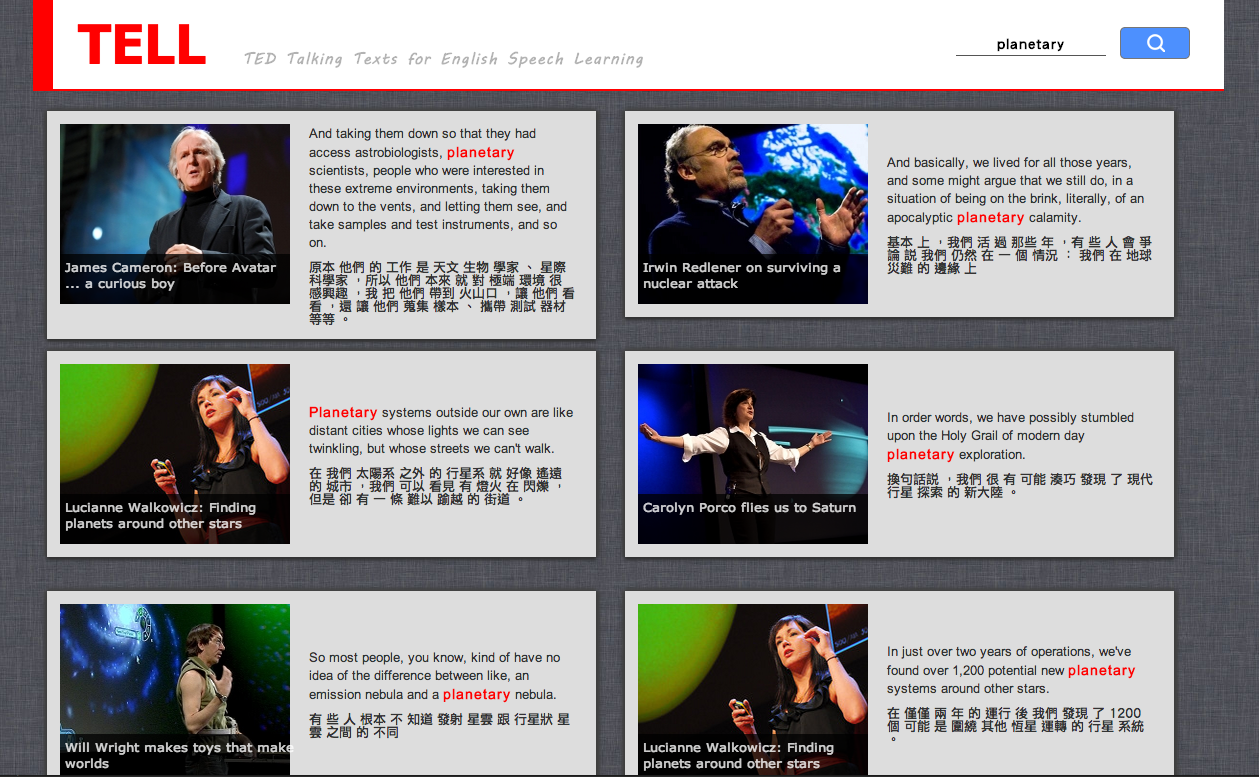 TELL
TED Talking Texts for English Speech Learning
planetary
James Cameron: Before Avatar
... a curious boy
And taking them down so that they had
access astrobiologists, planetary
scientists, people who were interested in
these extreme environments, taking them
down to the vents, and letting them see, and
take samples and test instruments, and so
on.
原本 他們 的 工作 是 天文 生物 學家 、 星際
科學家 ，所以 他們 本來 就 對 極端 環境 很
感興趣 ，我 把 他們 帶到 火山口 ，讓 他們 看
看 ，還 讓 他們 蒐集 樣本 、 攜帶 測試 器材
等等 。
Irwin Redlener on surviving a
nuclear attack
And basically, we lived for all those years,
and some might argue that we still do, in a
situation of being on the brink, literally, of an
apocalyptic planetary calamity.
基本 上 ，我們 活 過 那些 年 ，有 些 人 會 爭
論 說 我們 仍然 在 一 個 情況 ： 我們 在 地球
災難 的 邊緣 上
Lucianne Walkowicz: Finding
planets around other stars
Planetary systems outside our own are like
distant cities whose lights we can see
twinkling, but whose streets we can't walk.
在 我們 太陽系 之外 的 行星系 就 好像 遙遠
的 城市 ，我們 可以 看見 有 燈火 在 閃爍 ，
但是 卻 有 一 條 難以 踰越 的 街道 。
Carolyn Porco flies us to Saturn
In order words, we have possibly stumbled
upon the Holy Grail of modern day
planetary exploration.
換句話説 ，我們 很 有 可能 湊巧 發現 了 現代
行星 探索 的 新大陸 。
Will Wright makes toys that make
worlds
So most people, you know, kind of have no
idea of the difference between like, an
emission nebula and a planetary nebula.
有 些 人 根本 不 知道 發射 星雲 跟 行星狀 星
雲 之間 的 不同
Lucianne Walkowicz: Finding
planets around other stars
In just over two years of operations, we've
found over 1,200 potential new planetary
systems around other stars.
在 僅僅 兩 年 的 運行 後 我們 發現 了 1200
個 可能 是 圍繞 其他 恆星 運轉 的 行星 系統
。